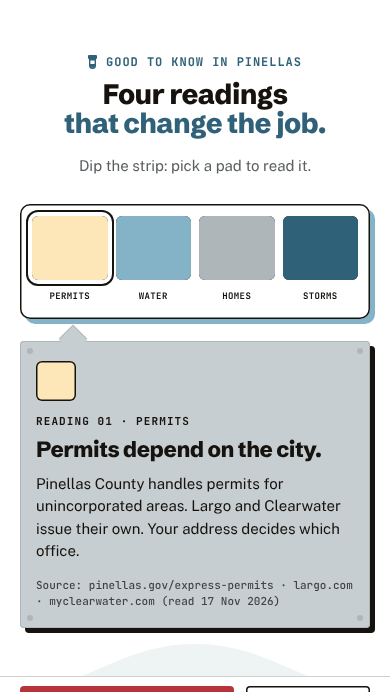 GOOD TO KNOW IN PINELLAS
Four readings
that change the job.
Dip the strip: pick a pad to read it.
PERMITS WATER HOMES STORMS
READING 01 · PERMITS
Permits depend on the city.
Pinellas County handles permits for
unincorporated areas. Largo and Clearwater
issue their own. Your address decides which
office.
Source: pinellas.gov/express-permits · largo.com
· myclearwater.com (read 17 Nov 2026)